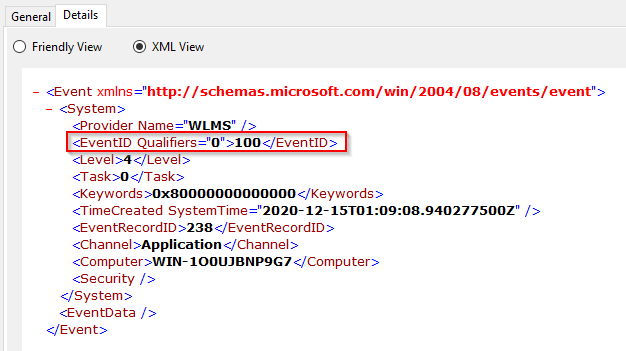 General Details
Friendly View XML View
- <Event xmlns="http://schemas.microsoft.com/win/2004/08/events/event">
- <System>
<Provider Name="WLMS" />
<EventID Qualifiers="0">100</EventID>
<Level>4</Level>
<Task>0</Task>
<Keywords>0x80000000000000</Keywords>
<TimeCreated SystemTime="2020-12-15T01:09:08.940277500Z" />
<EventRecordID>238</EventRecordID>
<Channel>Application</Channel>
<Computer>WIN-1O0UJBNP9G7</Computer>
<Security />
</System>
<EventData />
</Event>